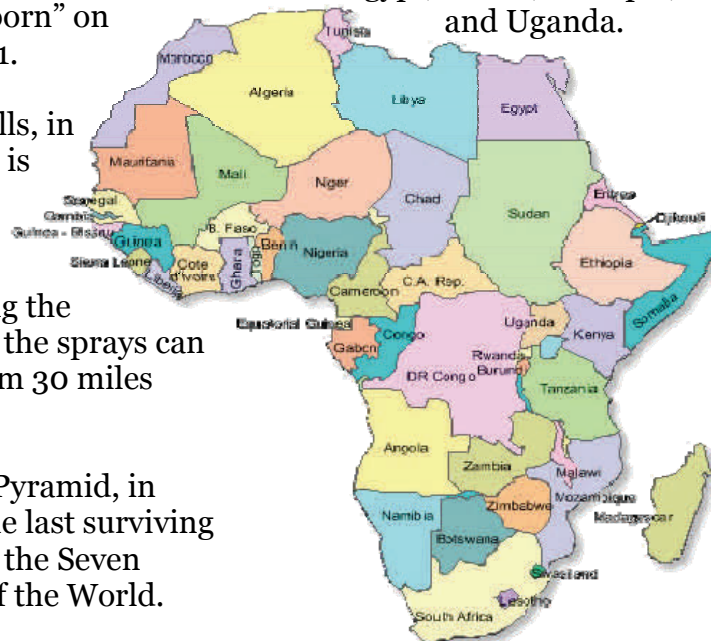 born” on
1.
lls, in
is
g the
the sprays can
m 30 miles
Pyramid, in
e last surviving
the Seven
f the World.
and Uganda.
Tunisia
Morocco
Algeria
Libya
Egypt
Mauritania
Mali
Niger
Chad
Sudan
Eritrea
Djibouti
Senegal
Gambia
Guinea - Bissau
Guinea
Sierra Leone
Liberia
Cote
d'Ivoire
B. Faso
Ghana
Togo
Benin
Nigeria
Cameroon
C.A. Rep.
Ethiopia
Somalia
Equatorial Guinea
Gabon
Congo
DR Congo
Uganda
Kenya
Rwanda
Burundi
Tanzania
Angola
Zambia
Malawi
Mozambique
Madagascar
Zimbabwe
Namibia
Botswana
Swaziland
Lesotho
South Africa